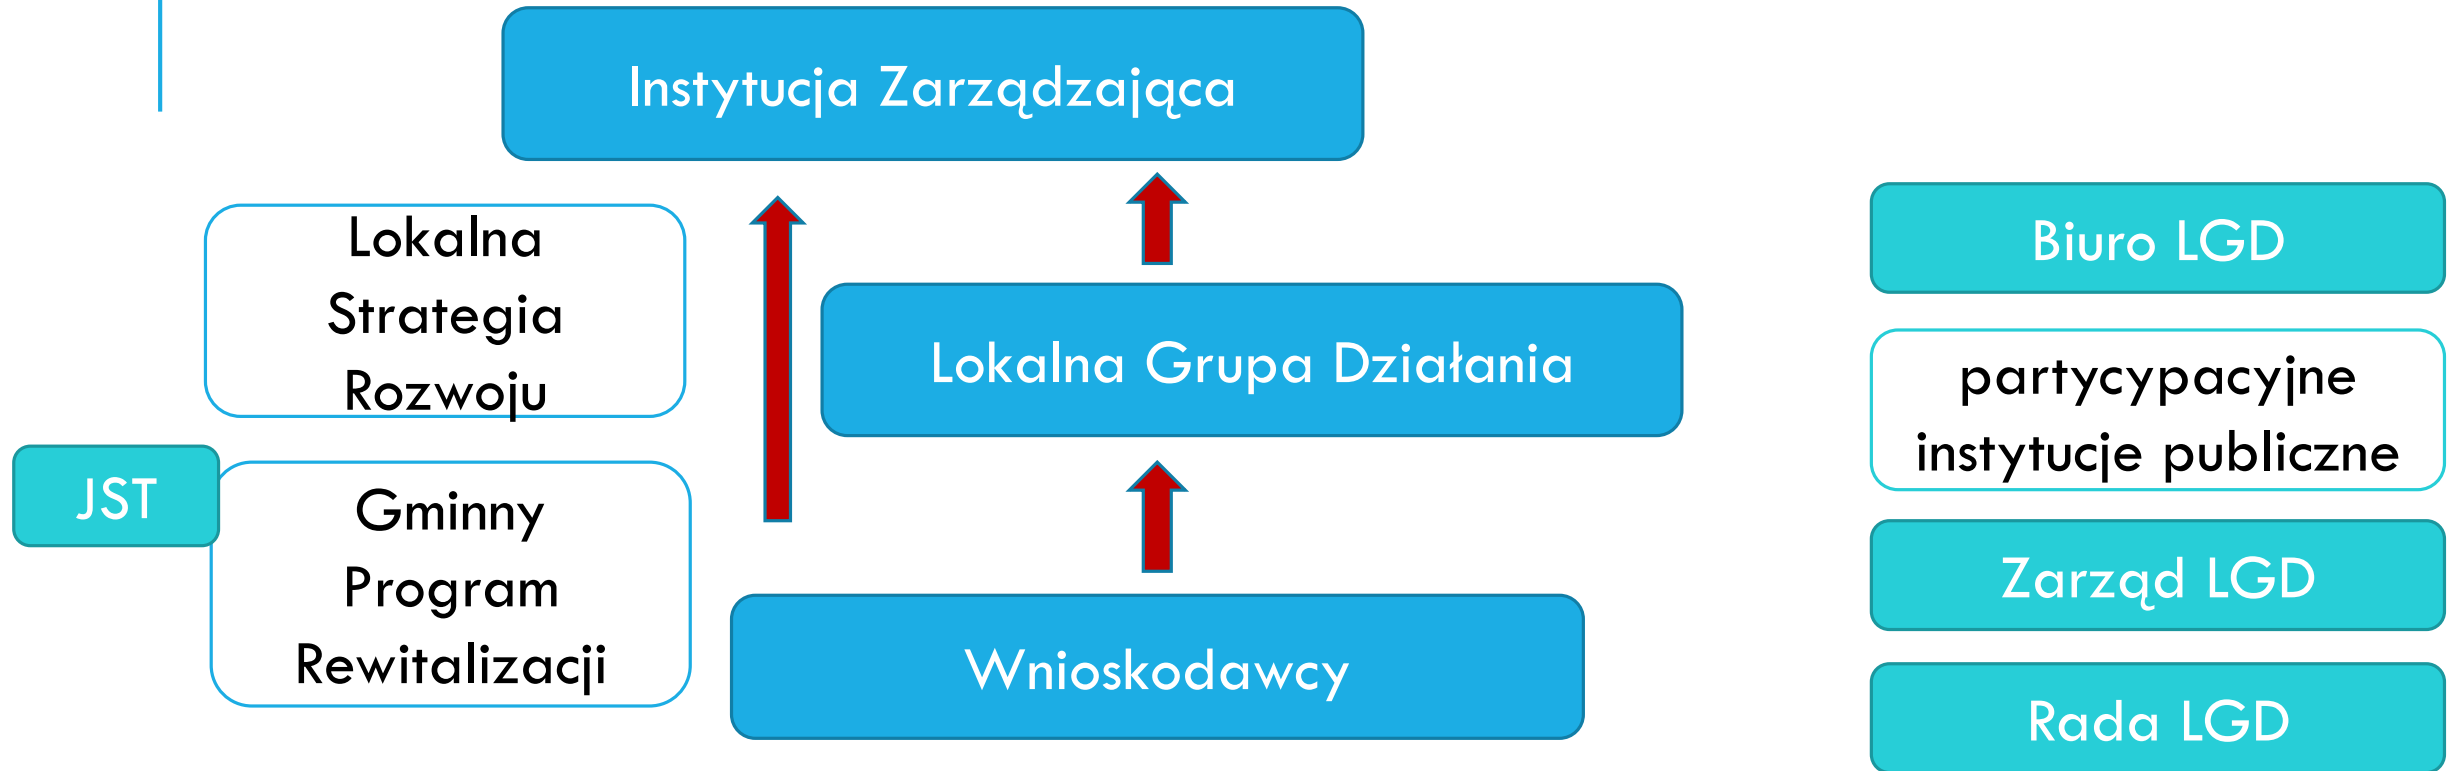 Instytucja Zarządzająca
Lokalna
Strategia
Rozwoju
JST
Gminny
Program
Rewitalizacji
Lokalna Grupa Działania
Wnioskodawcy
Biuro LGD
partycypacyjne
instytucje publiczne
Zarząd LGD
Rada LGD